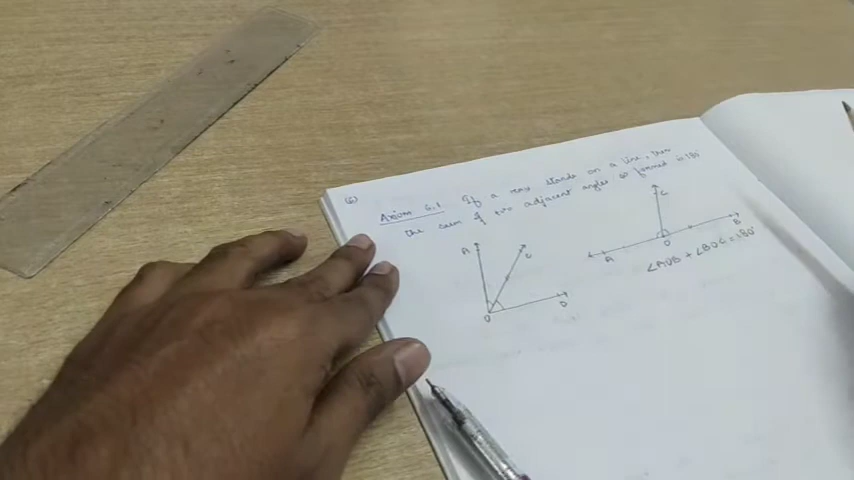 6
Axiom 6.1 If a ray stands on a line, then
the sum of two adjacent angles so formed is 180°
A
C
O
B
C
A
O
B
∠AOB + ∠BOC = 180°